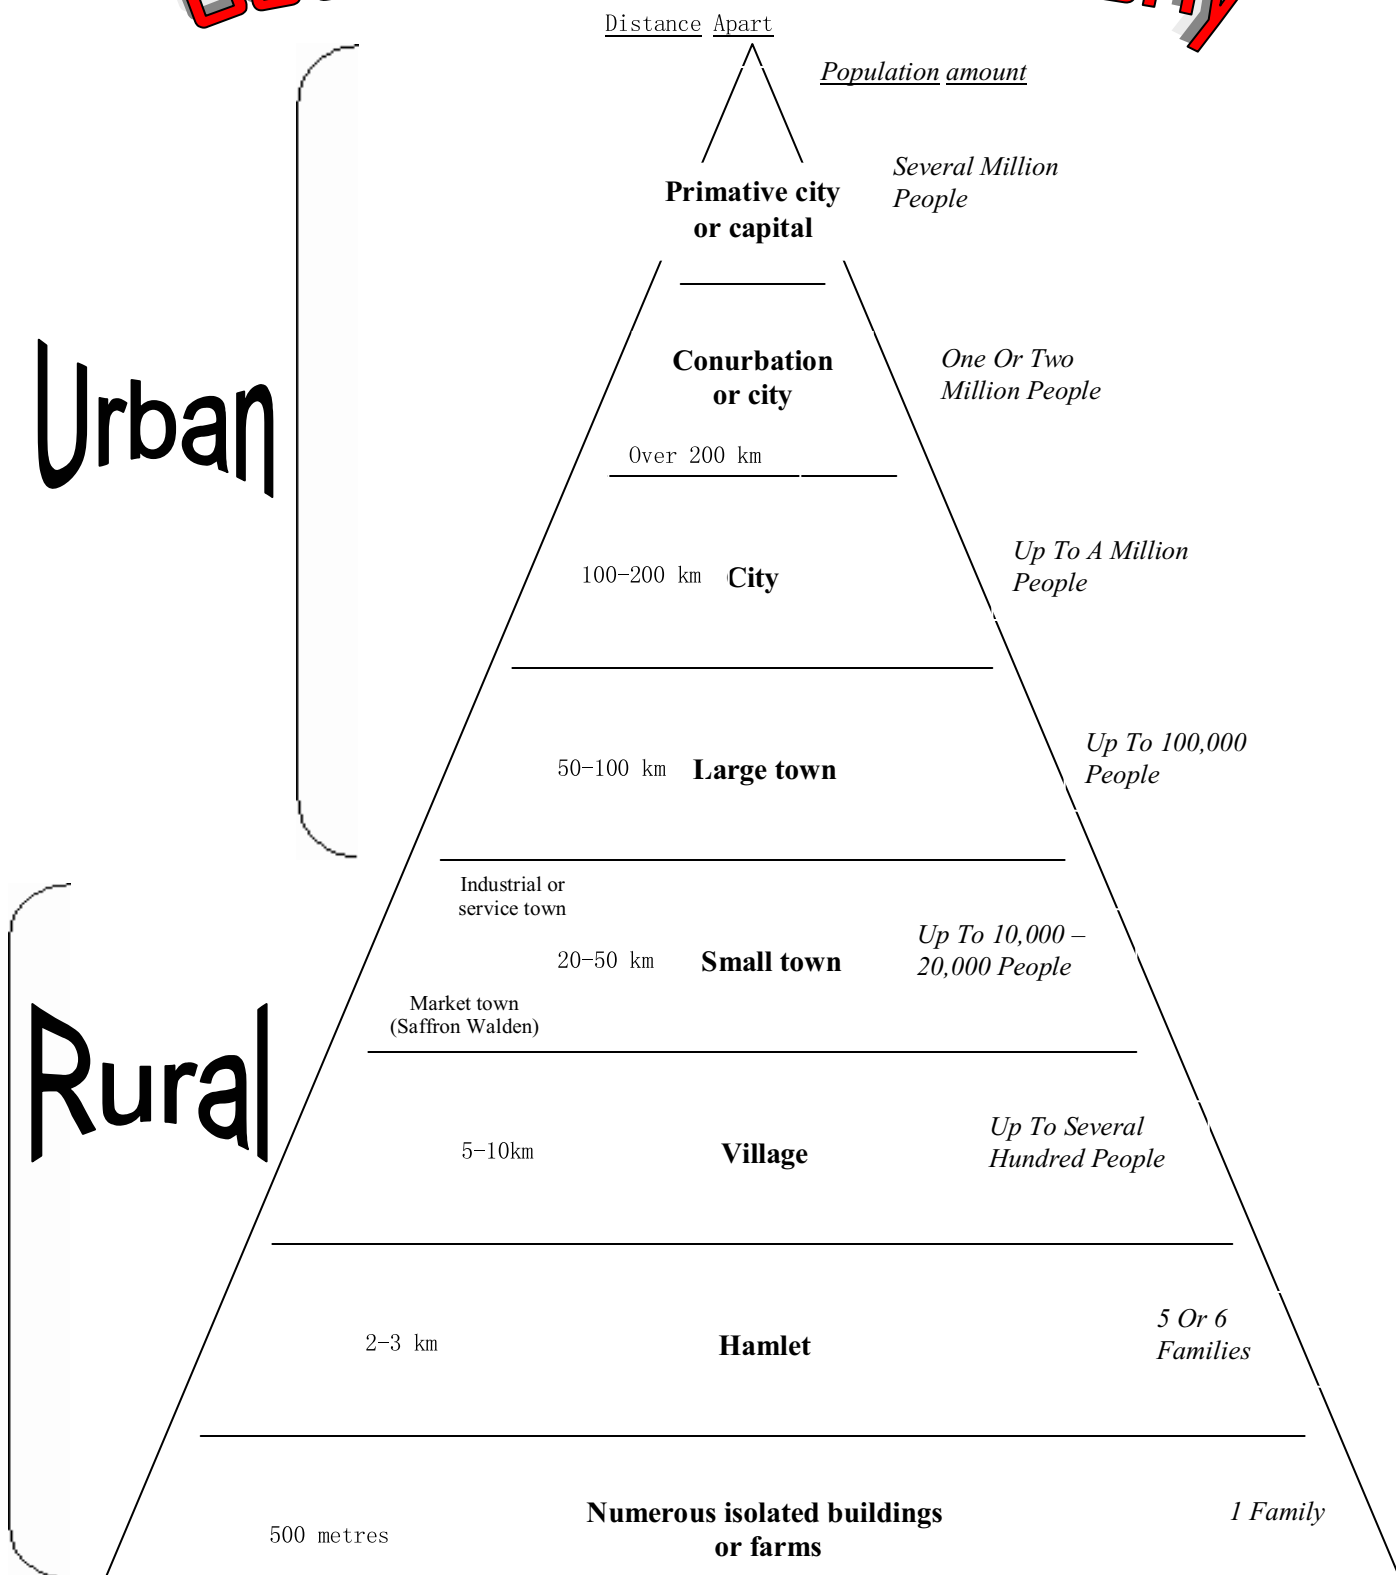 Distance Apart
Population amount
Several Million
People
Primative city
or capital
Conurbation
or city
One Or Two
Million People
Over 200 km
Urban
100-200 km City
Up To A Million
People
50-100 km Large town
Up To 100,000
People
Industrial or
service town
20-50 km Small town
Up To 10,000 –
20,000 People
Market town
(Saffron Walden)
Rural
5-10km Village
Up To Several
Hundred People
2-3 km Hamlet
5 Or 6
Families
Numerous isolated buildings
or farms
500 metres
1 Family